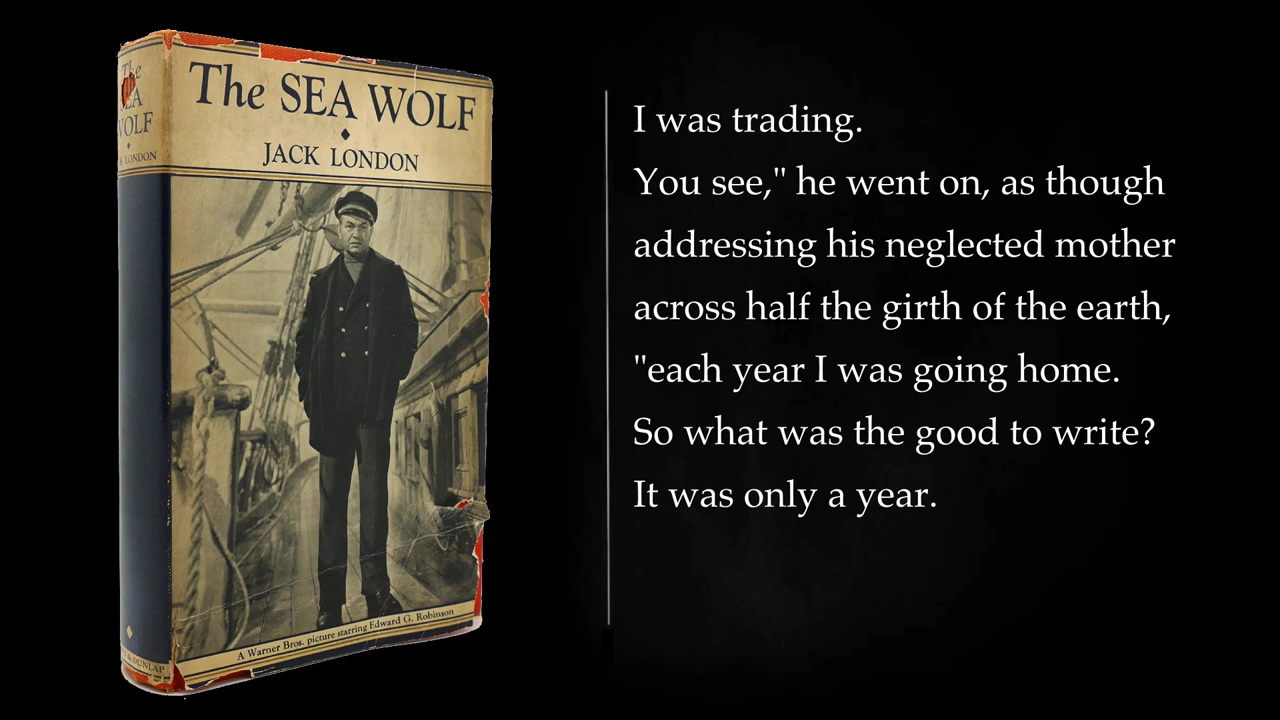 The SEA WOLF
JACK LONDON
A Warner Bros. picture starring Edward G. Robinson
The
SEA
WOLF
LONDON
DUNLAP
I was trading.
You see," he went on, as though
addressing his neglected mother
across half the girth of the earth,
"each year I was going home.
So what was the good to write?
It was only a year.